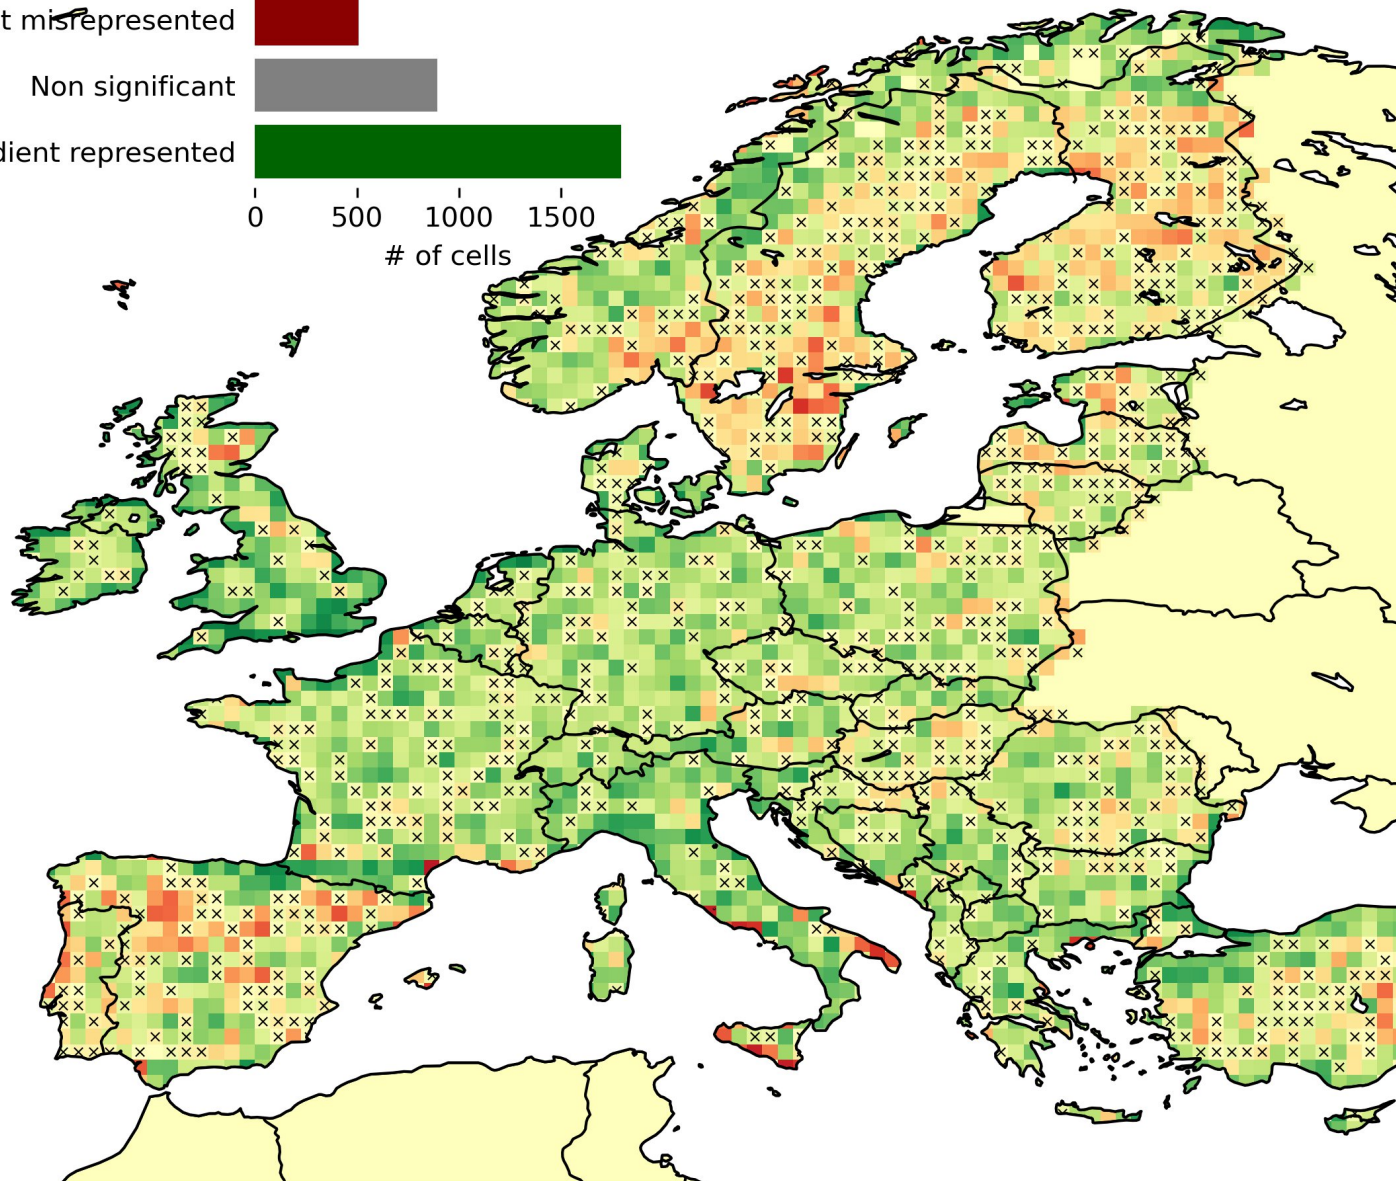 t misrepresented
Non significant
dient represented
0 500 1000 1500
# of cells